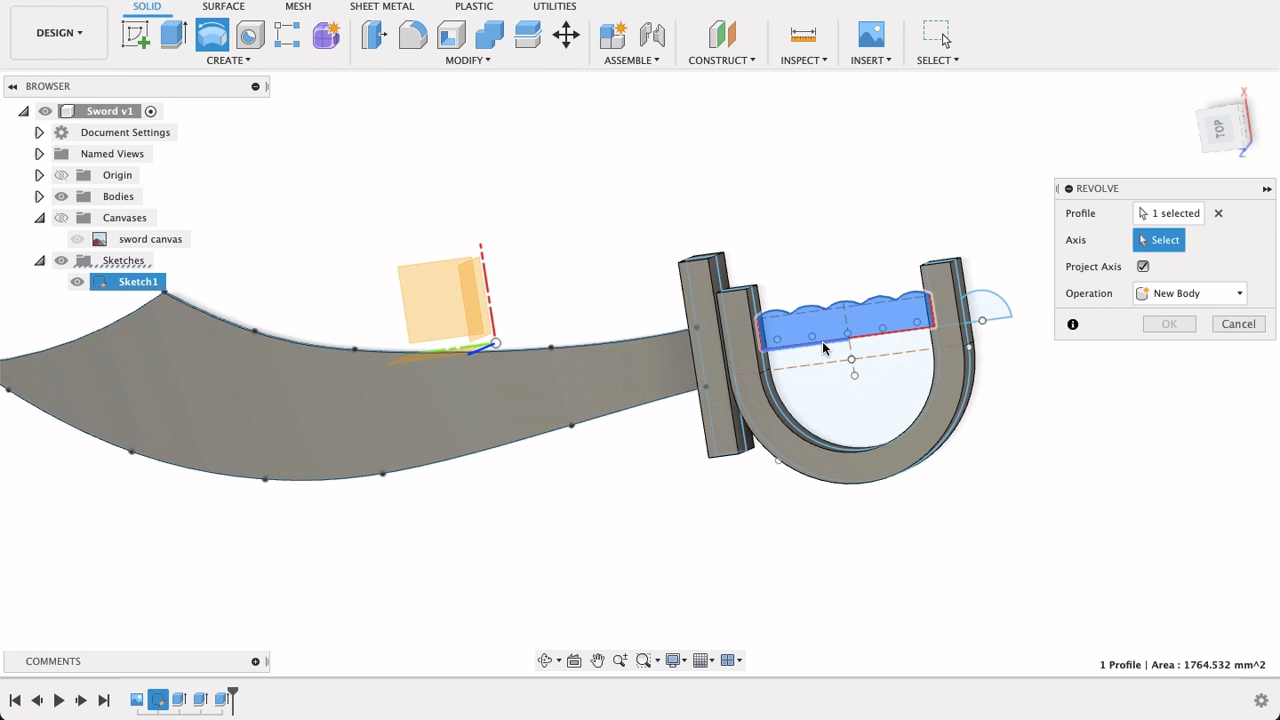 SOLID SURFACE MESH SHEET METAL PLASTIC UTILITIES
DESIGN
CREATE MODIFY ASSEMBLE CONSTRUCT INSPECT INSERT SELECT
BROWSER
Sword v1
Document Settings
Named Views
Origin
Bodies
Canvases
sword canvas
Sketches
Sketch1
TOP
X
Z
REVOLVE
Profile 1 selected
Axis Select
Project Axis
Operation New Body
OK Cancel
COMMENTS
1 Profile | Area : 1764.532 mm^2